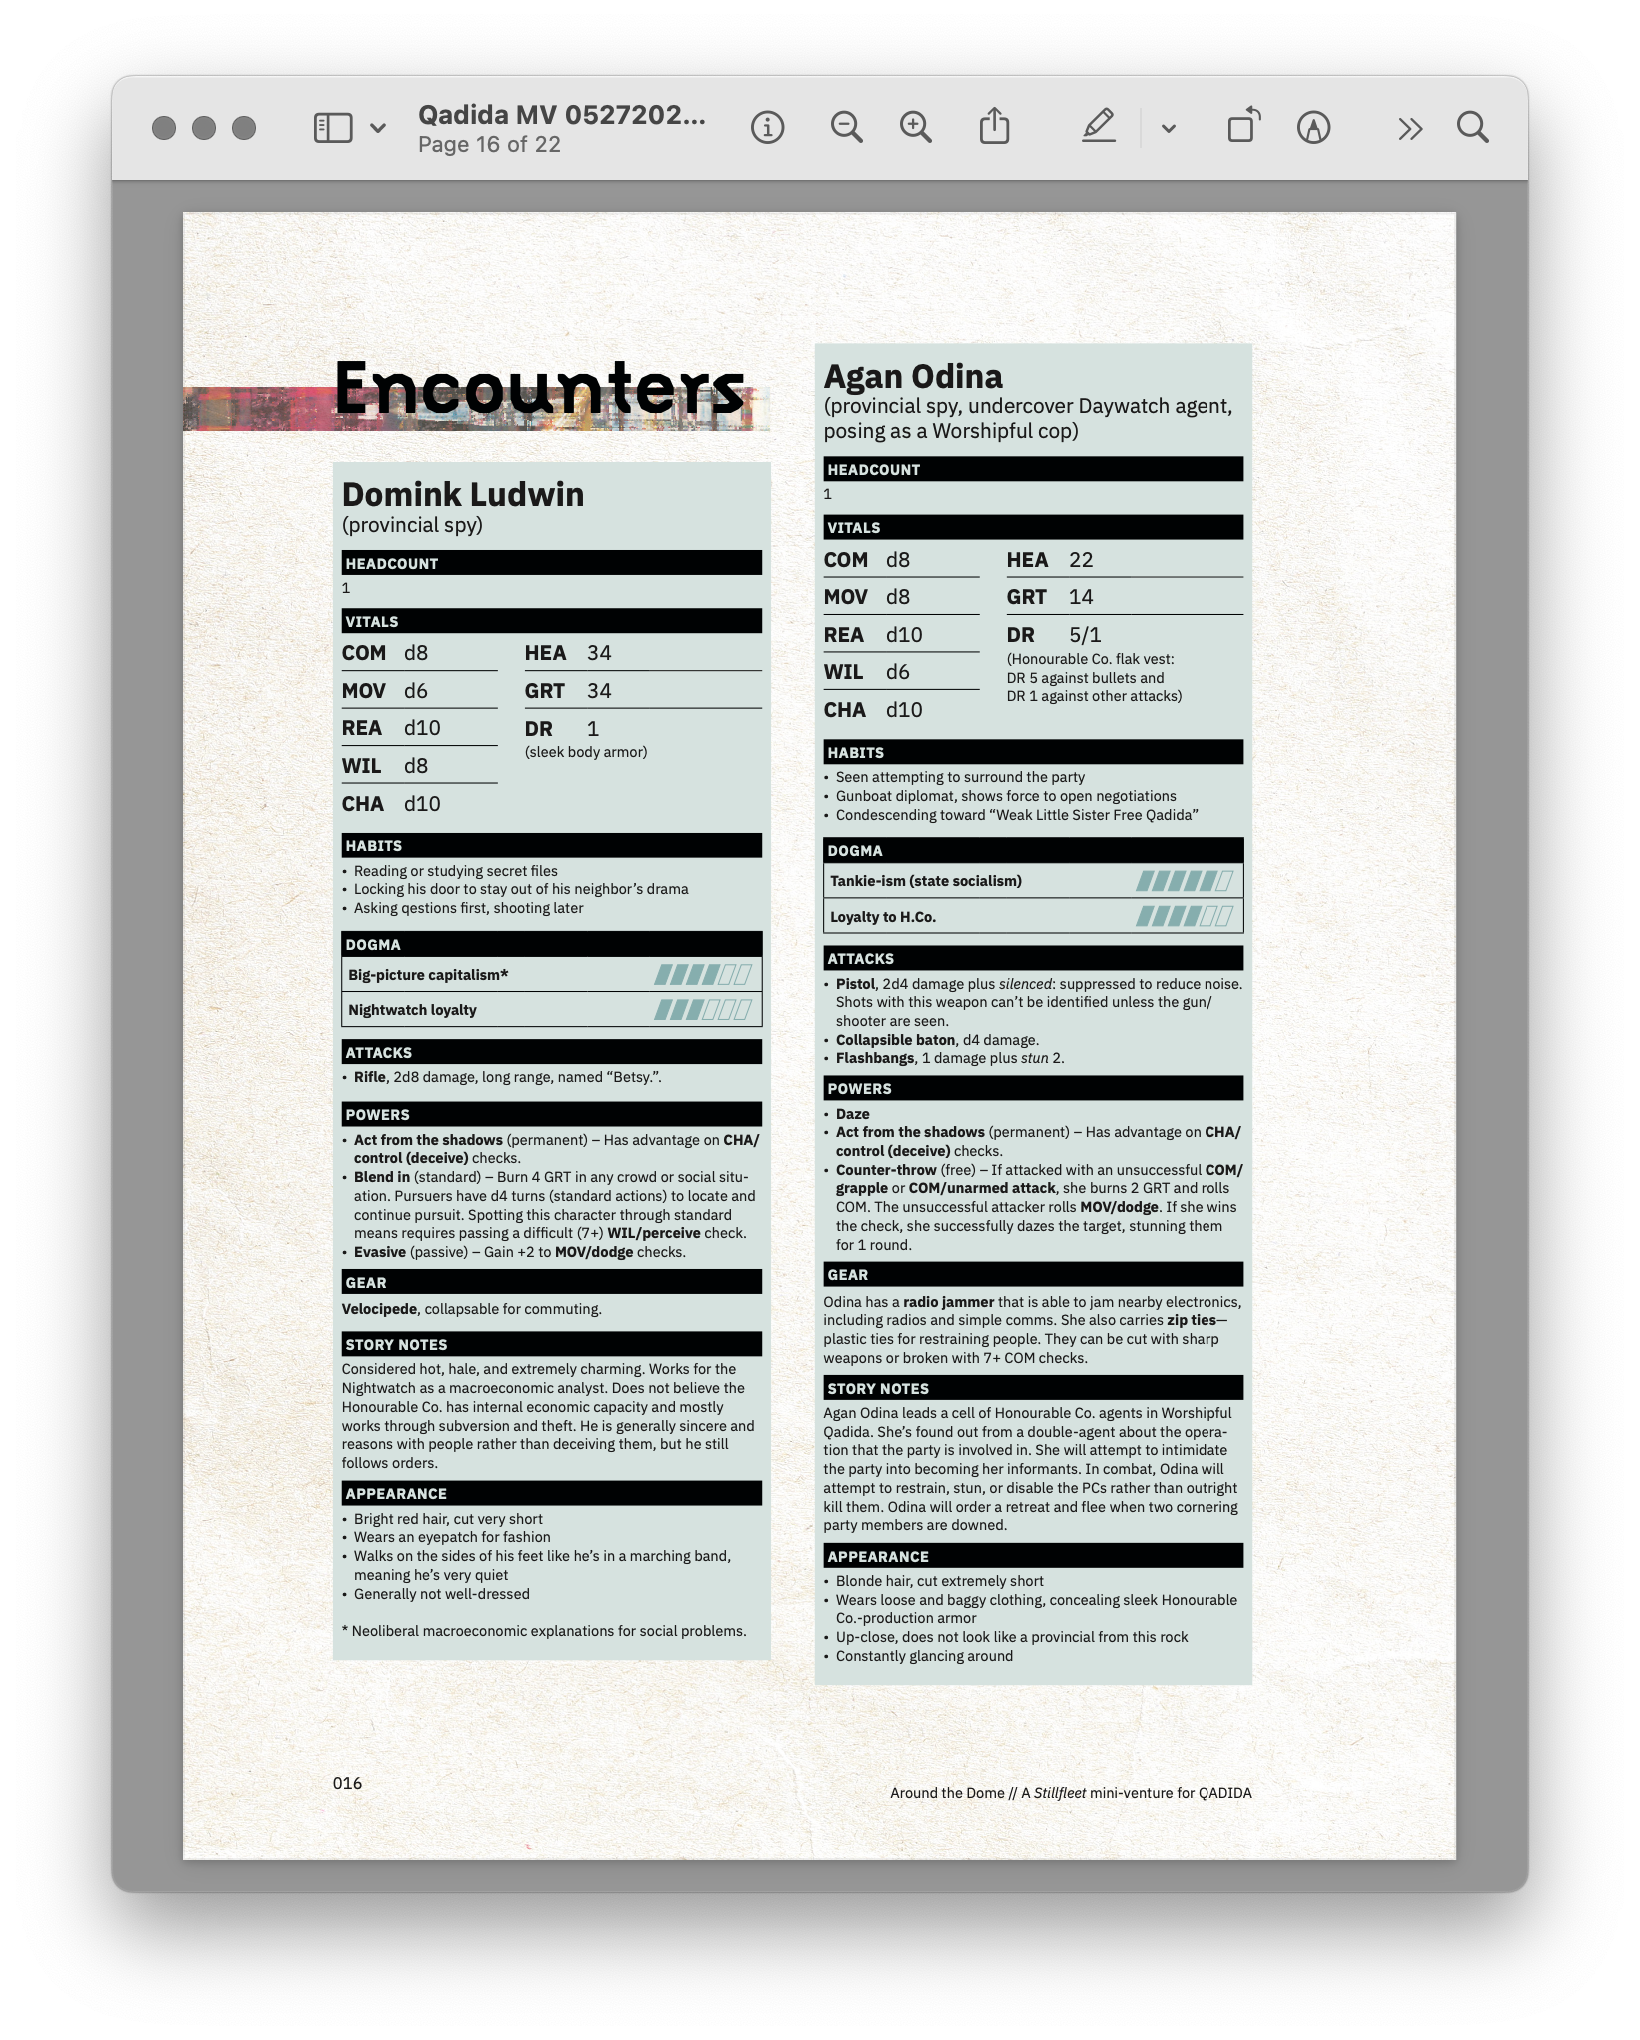 Qadida MV 0527202...
Page 16 of 22
Encounters
Domink Ludwin
(provincial spy)
HEADCOUNT
1
VITALS
COM d8 HEA 34
MOV d6 GRT 34
REA d10 DR 1
(sleek body armor)
WIL d8
CHA d10
HABITS
• Reading or studying secret files
• Locking his door to stay out of his neighbor’s drama
• Asking qestions first, shooting later
DOGMA
Big-picture capitalism*
Nightwatch loyalty
ATTACKS
• Rifle, 2d8 damage, long range, named “Betsy.”.
POWERS
• Act from the shadows (permanent) – Has advantage on CHA/
control (deceive) checks.
• Blend in (standard) – Burn 4 GRT in any crowd or social situ-
ation. Pursuers have d4 turns (standard actions) to locate and
continue pursuit. Spotting this character through standard
means requires passing a difficult (7+) WIL/perceive check.
• Evasive (passive) – Gain +2 to MOV/dodge checks.
GEAR
Velocipede, collapsable for commuting.
STORY NOTES
Considered hot, hale, and extremely charming. Works for the
Nightwatch as a macroeconomic analyst. Does not believe the
Honourable Co. has internal economic capacity and mostly
works through subversion and theft. He is generally sincere and
reasons with people rather than deceiving them, but he still
follows orders.
APPEARANCE
• Bright red hair, cut very short
• Wears an eyepatch for fashion
• Walks on the sides of his feet like he’s in a marching band,
meaning he’s very quiet
• Generally not well-dressed
* Neoliberal macroeconomic explanations for social problems.
Agan Odina
(provincial spy, undercover Daywatch agent,
posing as a Worshipful cop)
HEADCOUNT
1
VITALS
COM d8 HEA 22
MOV d8 GRT 14
REA d10 DR 5/1
(Honourable Co. flak vest:
DR 5 against bullets and
DR 1 against other attacks)
WIL d6
CHA d10
HABITS
• Seen attempting to surround the party
• Gunboat diplomat, shows force to open negotiations
• Condescending toward “Weak Little Sister Free Qadida”
DOGMA
Tankie-ism (state socialism)
Loyalty to H.Co.
ATTACKS
• Pistol, 2d4 damage plus silenced: suppressed to reduce noise.
Shots with this weapon can’t be identified unless the gun/
shooter are seen.
• Collapsible baton, d4 damage.
• Flashbangs, 1 damage plus stun 2.
POWERS
• Daze
• Act from the shadows (permanent) – Has advantage on CHA/
control (deceive) checks.
• Counter-throw (free) – If attacked with an unsuccessful COM/
grapple or COM/unarmed attack, she burns 2 GRT and rolls
COM. The unsuccessful attacker rolls MOV/dodge. If she wins
the check, she successfully dazes the target, stunning them
for 1 round.
GEAR
Odina has a radio jammer that is able to jam nearby electronics,
including radios and simple comms. She also carries zip ties—
plastic ties for restraining people. They can be cut with sharp
weapons or broken with 7+ COM checks.
STORY NOTES
Agan Odina leads a cell of Honourable Co. agents in Worshipful
Qadida. She’s found out from a double-agent about the opera-
tion that the party is involved in. She will attempt to intimidate
the party into becoming her informants. In combat, Odina will
attempt to restrain, stun, or disable the PCs rather than outright
kill them. Odina will order a retreat and flee when two cornering
party members are downed.
APPEARANCE
• Blonde hair, cut extremely short
• Wears loose and baggy clothing, concealing sleek Honourable
Co.-production armor
• Up-close, does not look like a provincial from this rock
• Constantly glancing around
016
Around the Dome // A Stillfleet mini-venture for QADIDA